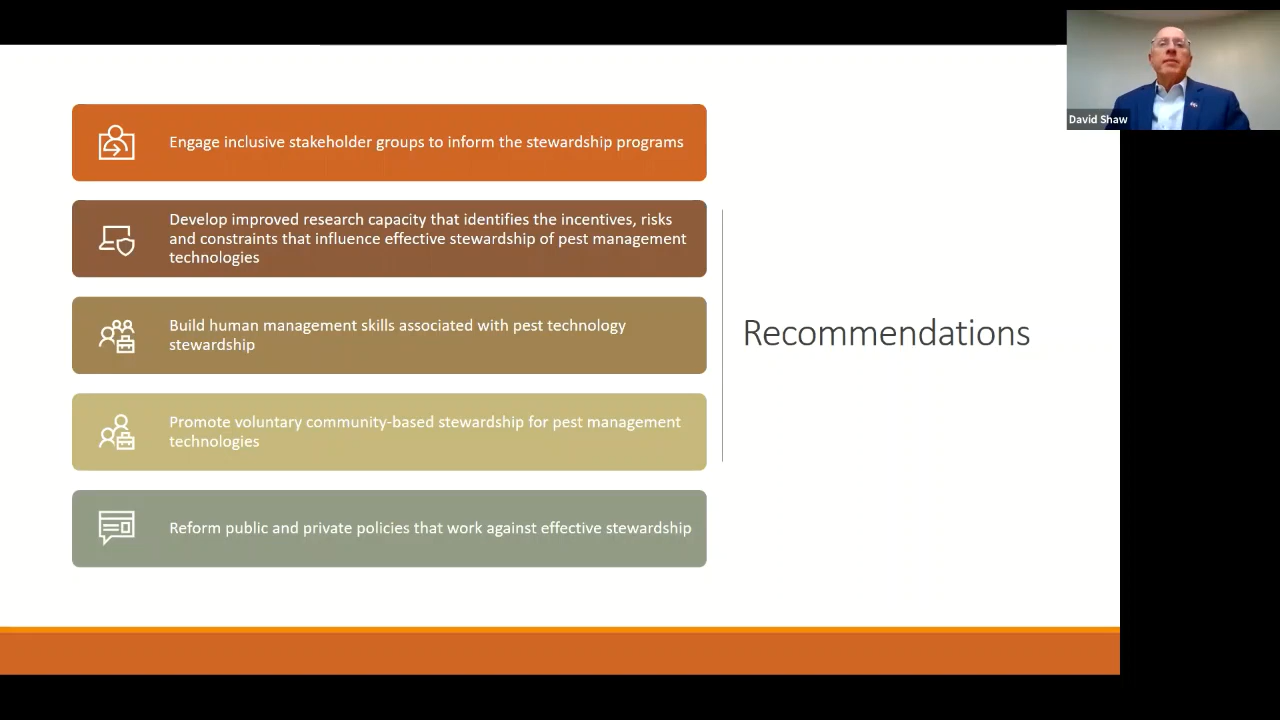 Engage inclusive stakeholder groups to inform the stewardship programs
Develop improved research capacity that identifies the incentives, risks
and constraints that influence effective stewardship of pest management
technologies
Build human management skills associated with pest technology
stewardship
Promote voluntary community-based stewardship for pest management
technologies
Reform public and private policies that work against effective stewardship
Recommendations
David Shaw